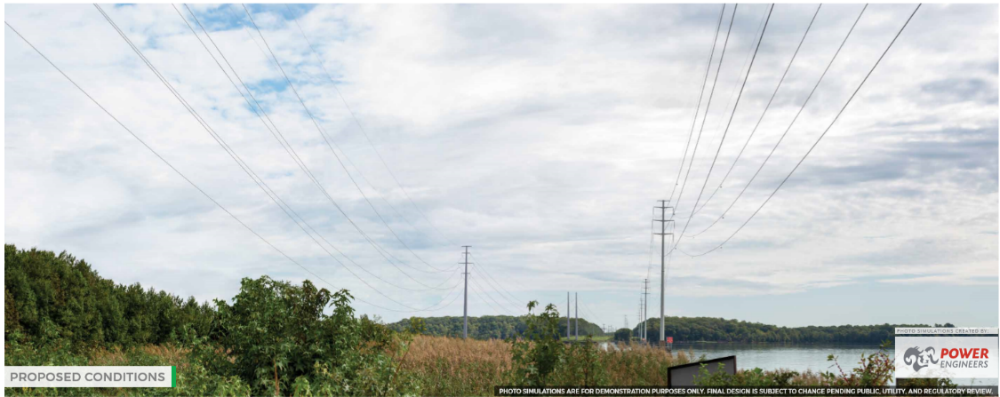 PHOTO SIMULATIONS CREATED BY:
POWER
ENGINEERS
PROPOSED CONDITIONS
PHOTO SIMULATIONS ARE FOR DEMONSTRATION PURPOSES ONLY. FINAL DESIGN IS SUBJECT TO CHANGE PENDING PUBLIC, UTILITY, AND REGULATORY REVIEW.